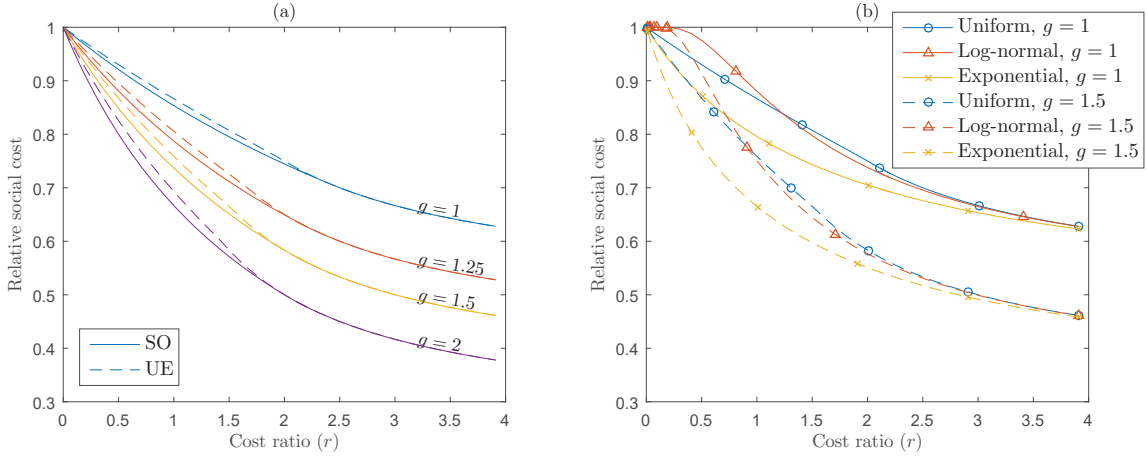 (a)
1
0.9
0.8
0.7
0.6
0.5
0.4
0.3
Relative social cost
g = 1
g = 1.25
g = 1.5
g = 2
SO
UE
0
0.5
1
1.5
2
2.5
3
3.5
4
Cost ratio (r)
(b)
1
0.9
0.8
0.7
0.6
0.5
0.4
0.3
Relative social cost
Uniform, g = 1
Log-normal, g = 1
Exponential, g = 1
Uniform, g = 1.5
Log-normal, g = 1.5
Exponential, g = 1.5
0
0.5
1
1.5
2
2.5
3
3.5
4
Cost ratio (r)